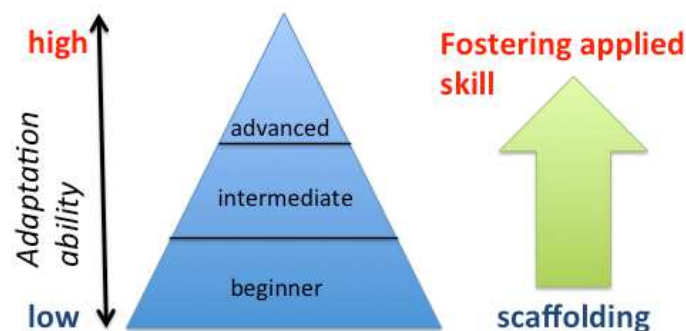 high
Adaptation
ability
low
advanced
intermediate
beginner
Fostering applied
skill
scaffolding